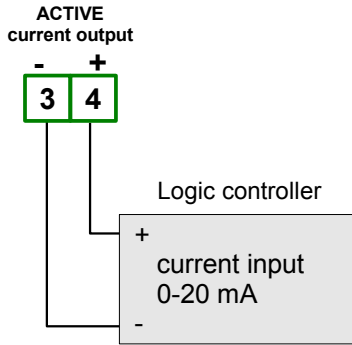 ACTIVE
current output
- +
3 4
Logic controller
+
current input
0-20 mA
-